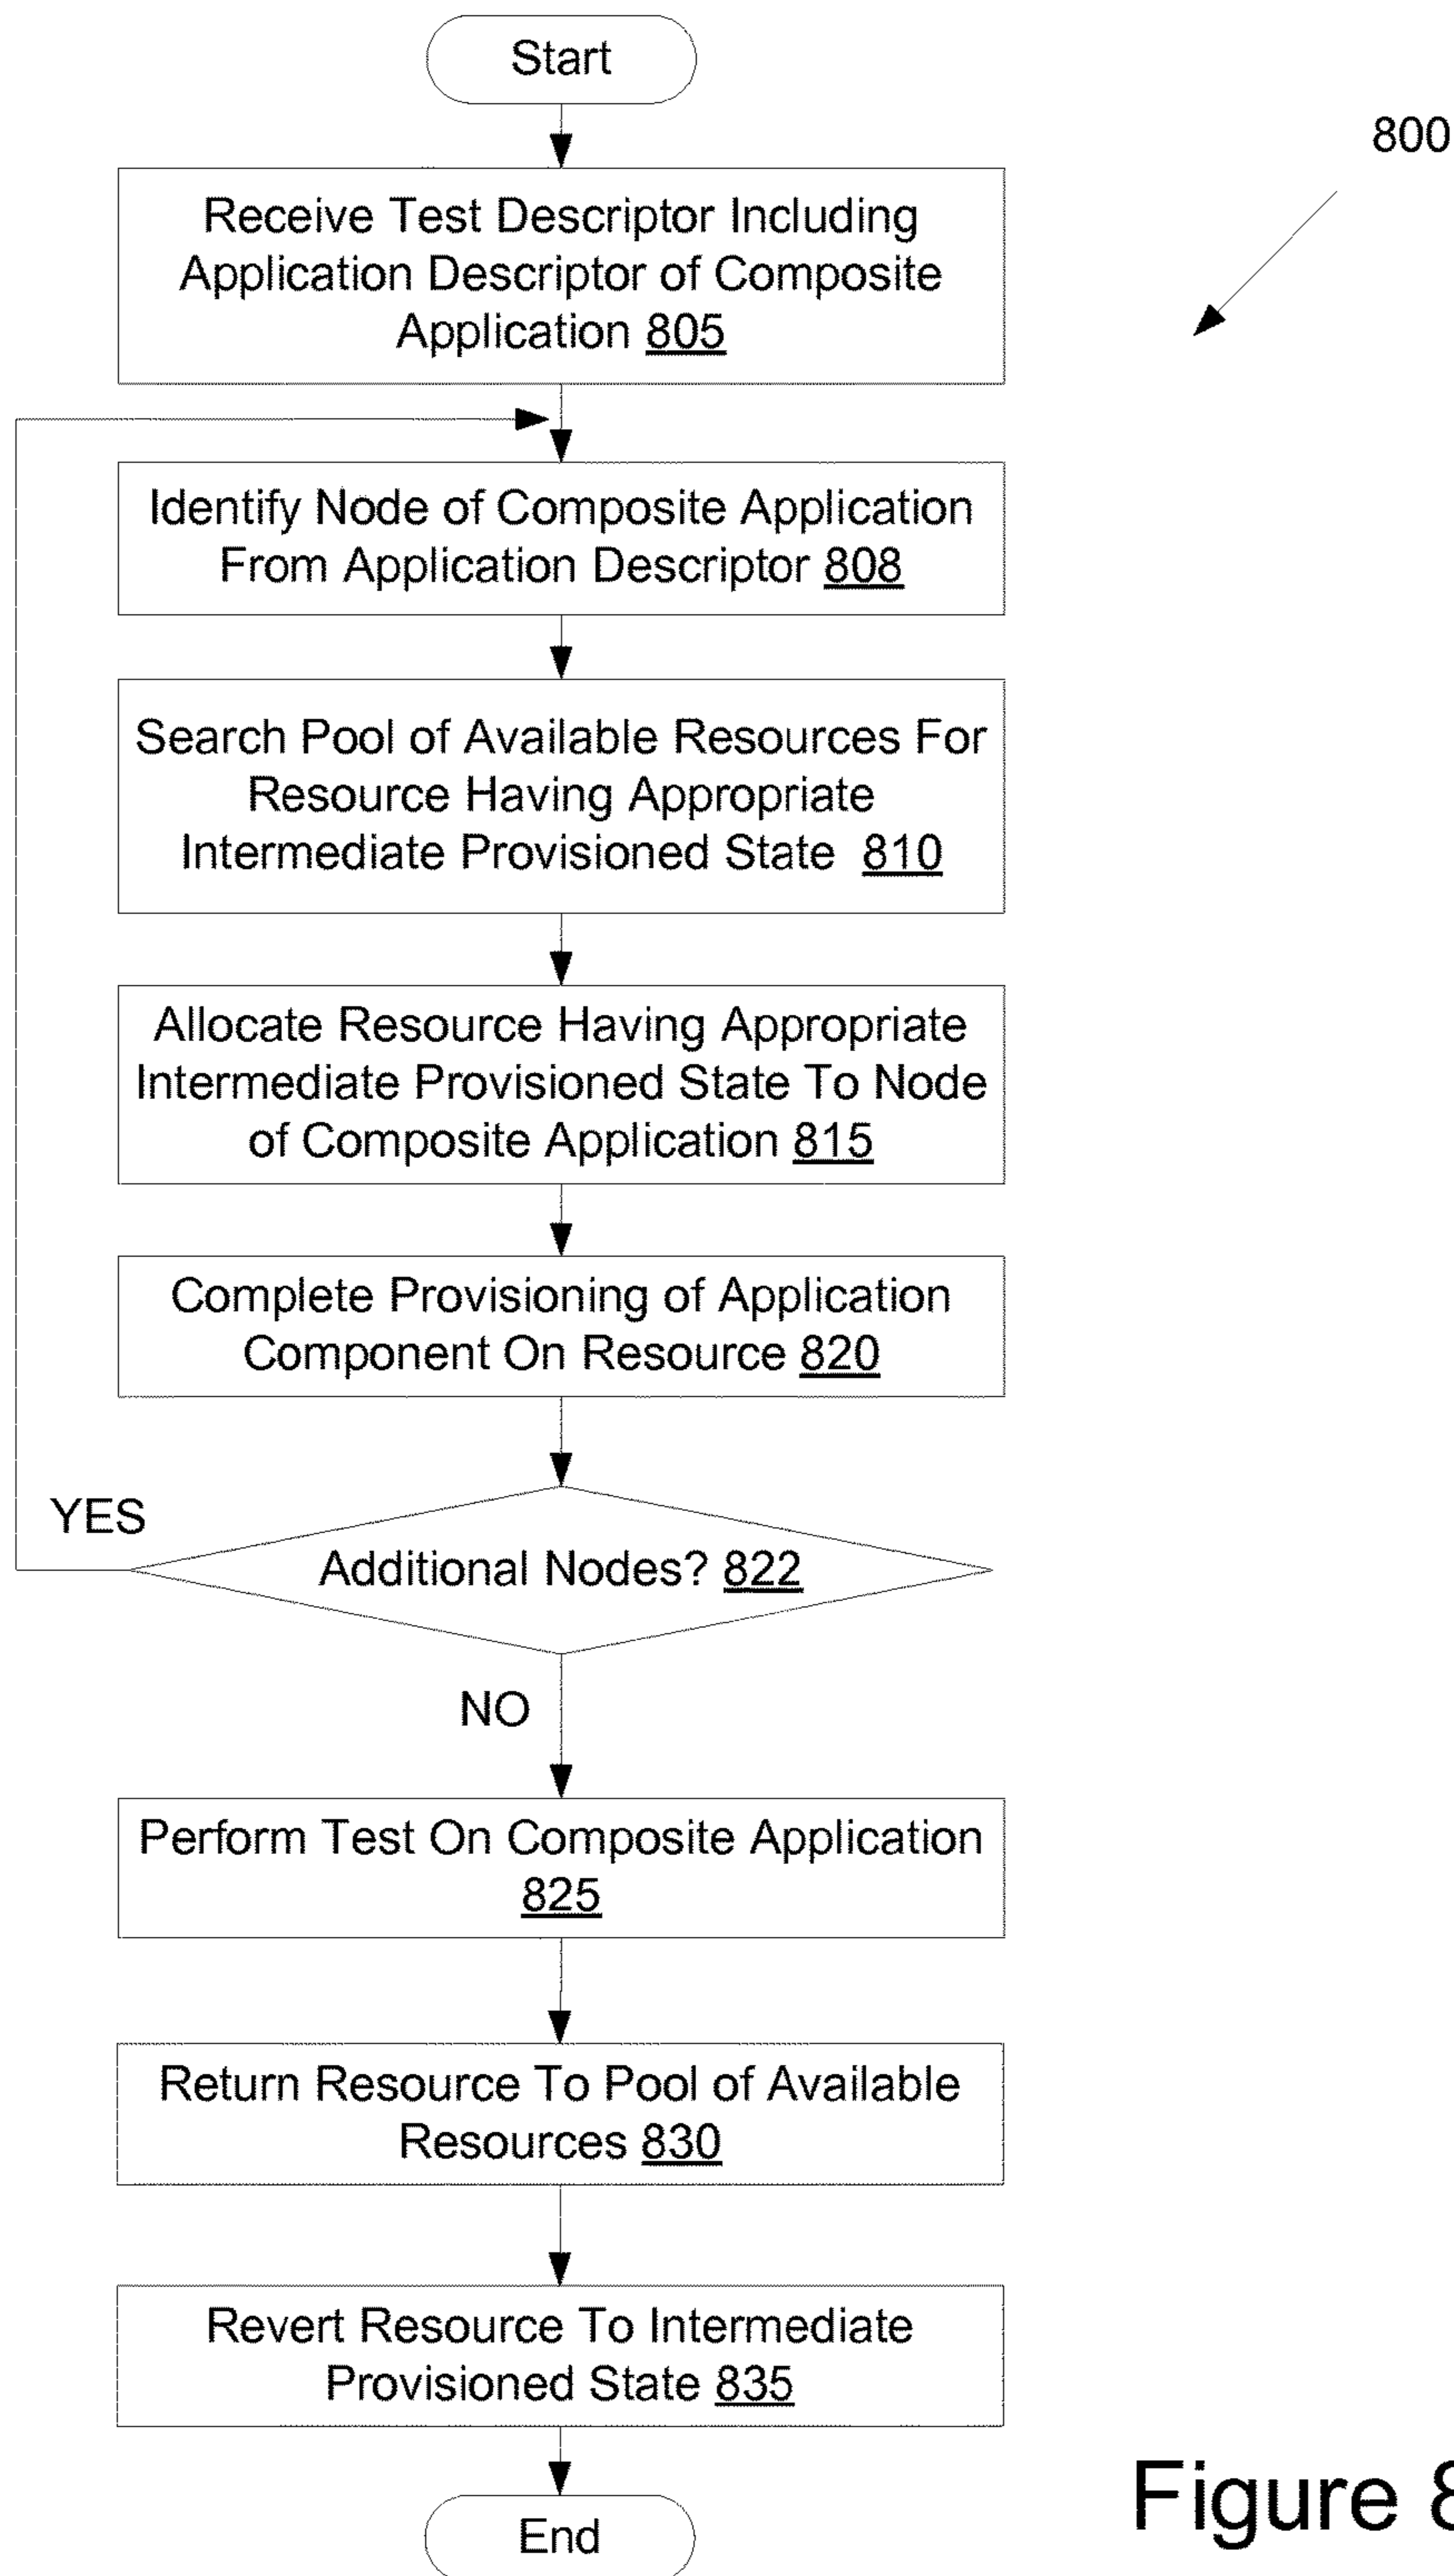 Start
800
Receive Test Descriptor Including
Application Descriptor of Composite
Application 805
Identify Node of Composite Application
From Application Descriptor 808
Search Pool of Available Resources For
Resource Having Appropriate
Intermediate Provisioned State 810
Allocate Resource Having Appropriate
Intermediate Provisioned State To Node
of Composite Application 815
Complete Provisioning of Application
Component On Resource 820
YES
Additional Nodes? 822
NO
Perform Test On Composite Application
825
Return Resource To Pool of Available
Resources 830
Revert Resource To Intermediate
Provisioned State 835
End
Figure 8